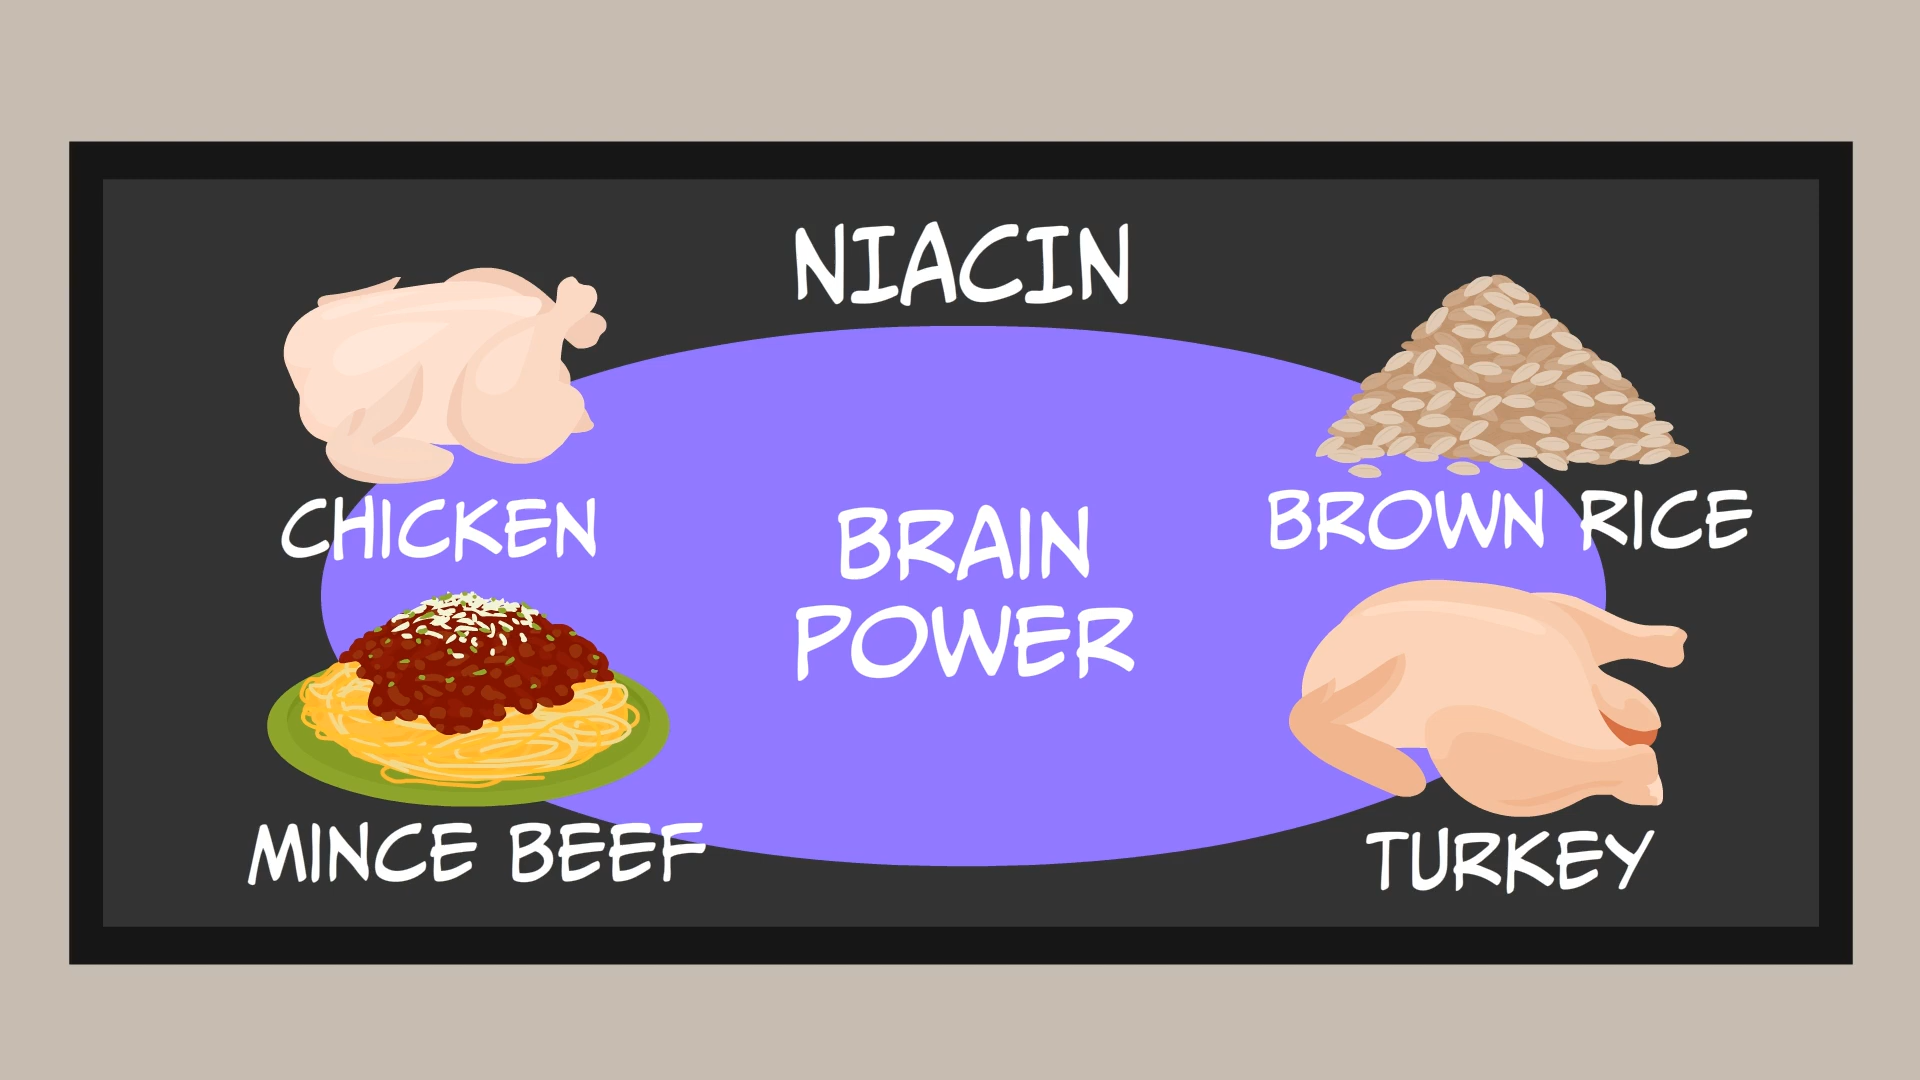 NIACIN
CHICKEN
BROWN RICE
BRAIN
POWER
MINCE BEEF
TURKEY